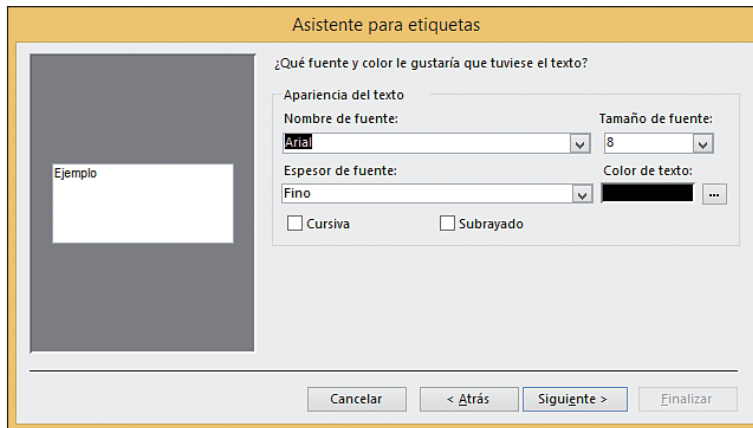 Asistente para etiquetas
¿Qué fuente y color le gustaría que tuviese el texto?
Apariencia del texto
Nombre de fuente: Tamaño de fuente:
Arial 8
Ejemplo
Espesor de fuente: Color de texto:
Fino ...
Cursiva Subrayado
Cancelar < Atrás Siguiente > Finalizar